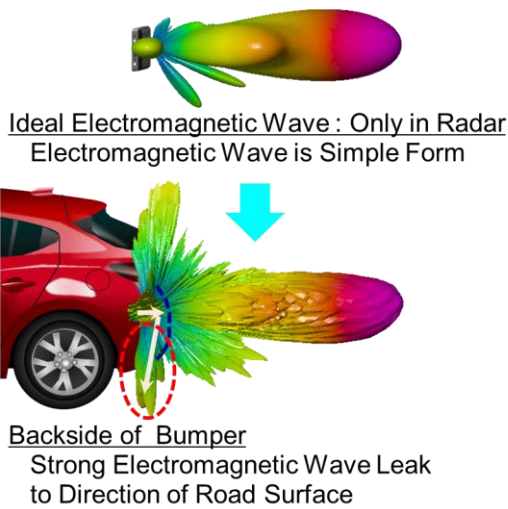 Ideal Electromagnetic Wave : Only in Radar
Electromagnetic Wave is Simple Form
Backside of Bumper
Strong Electromagnetic Wave Leak
to Direction of Road Surface